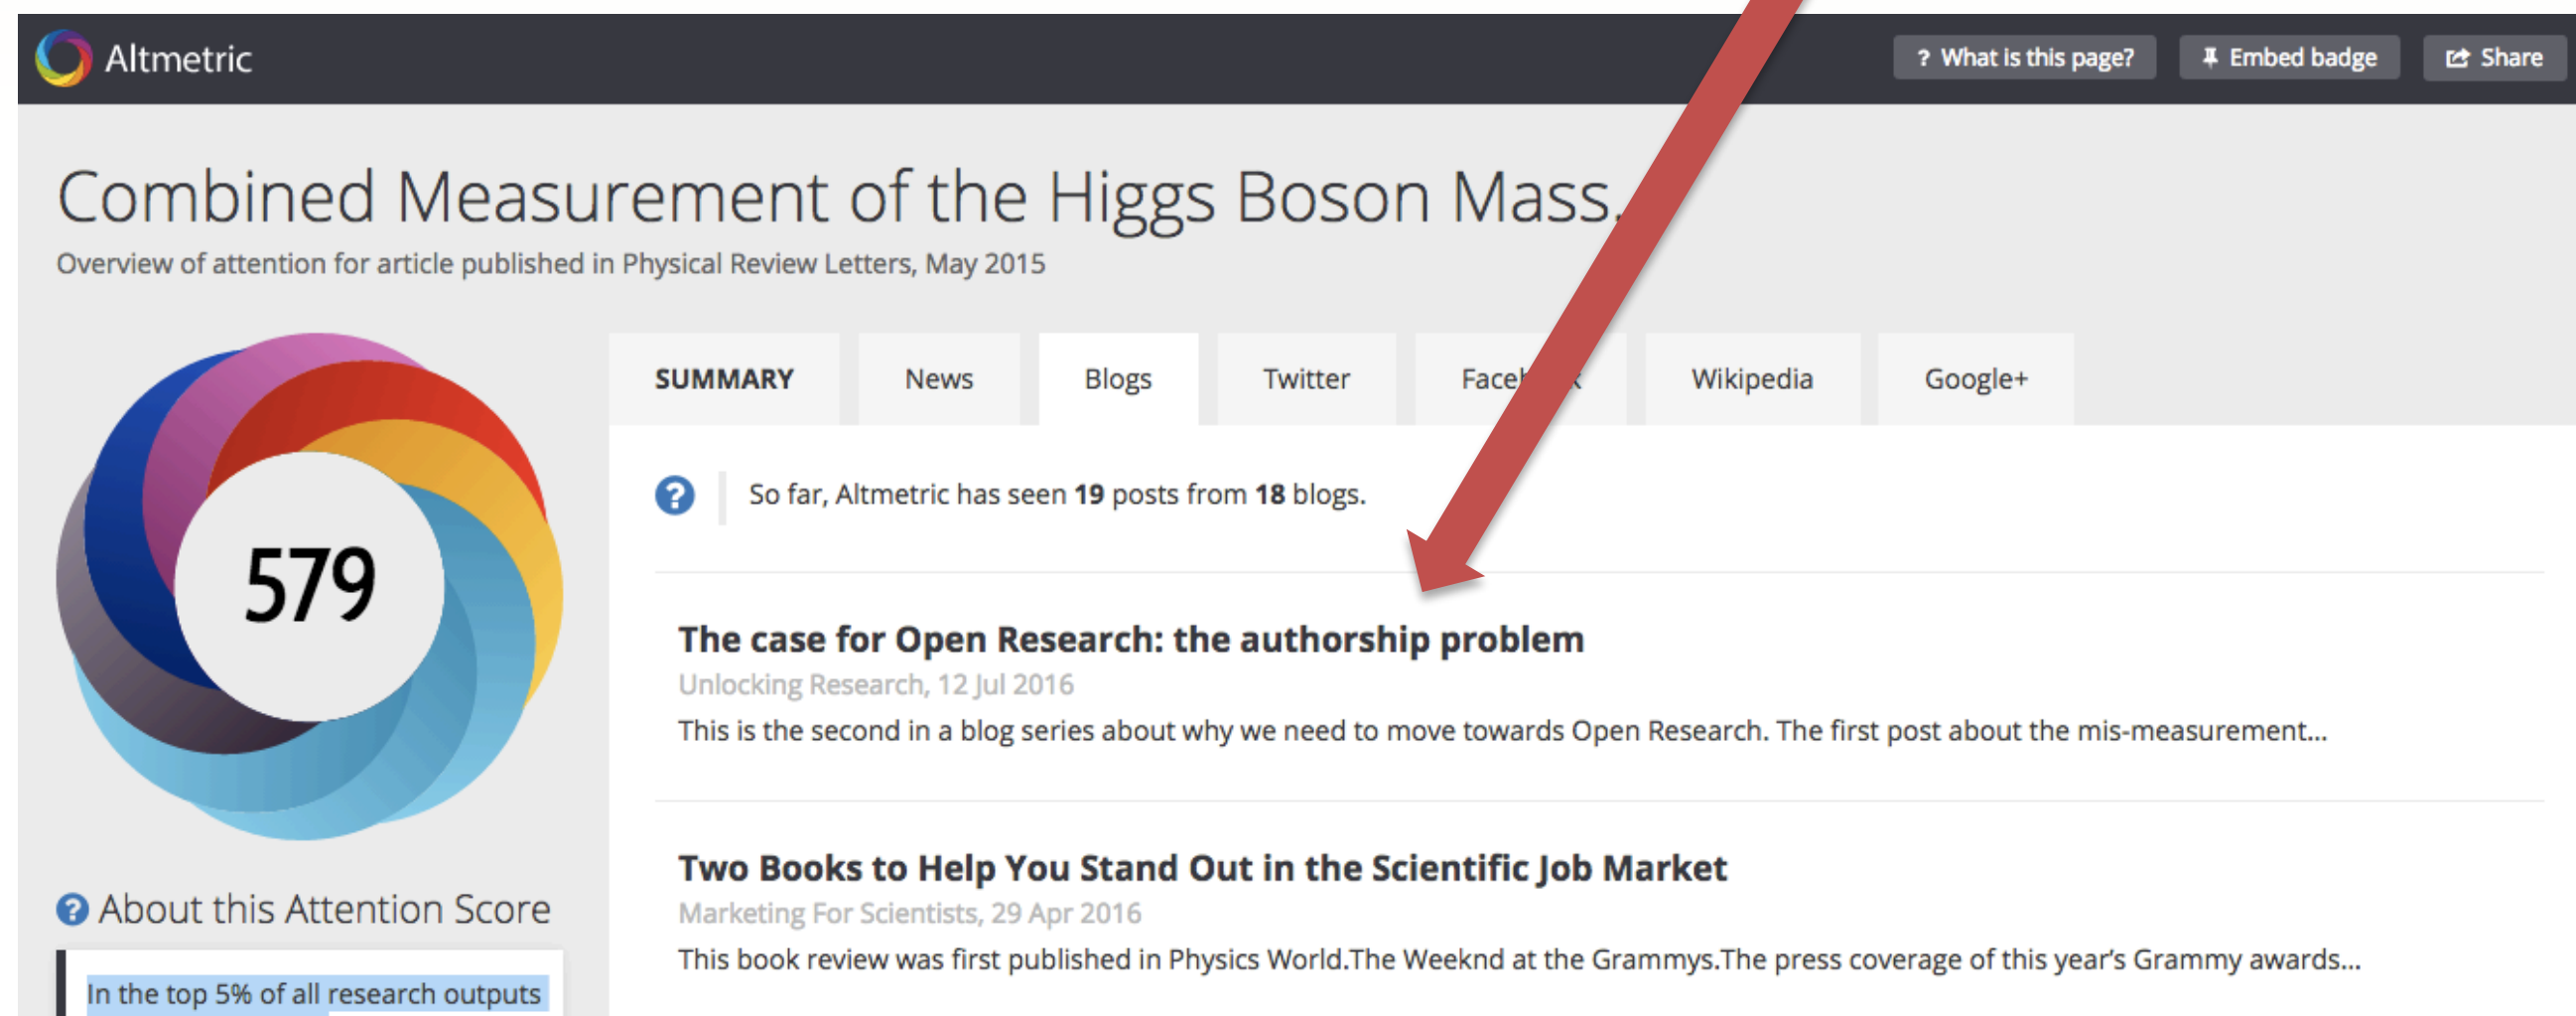 Altmetric
? What is this page?
Embed badge
Share
Combined Measurement of the Higgs Boson Mass.
Overview of attention for article published in Physical Review Letters, May 2015
579
SUMMARY
News
Blogs
Twitter
Wikipedia
Google+
? So far, Altmetric has seen 19 posts from 18 blogs.
The case for Open Research: the authorship problem
Unlocking Research, 12 Jul 2016
This is the second in a blog series about why we need to move towards Open Research. The first post about the mis-measurement...
Two Books to Help You Stand Out in the Scientific Job Market
Marketing For Scientists, 29 Apr 2016
This book review was first published in Physics World.The Weeknd at the Grammys.The press coverage of this year's Grammy awards...
? About this Attention Score
In the top 5% of all research outputs